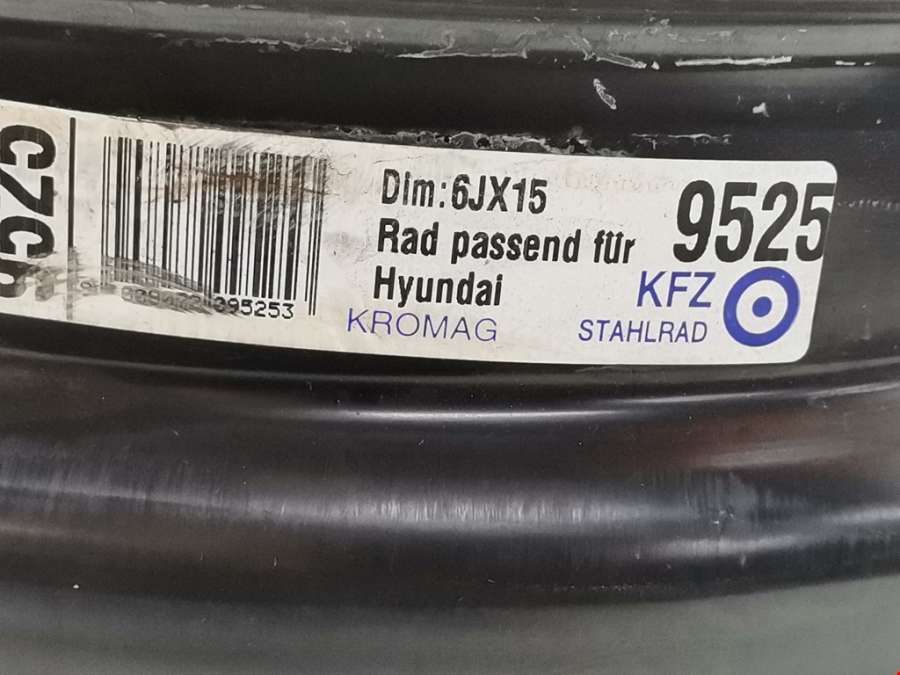 Dim:6JX15
Rad passend für
Hyundai
KROMAG
9525
KFZ
STAHLRAD